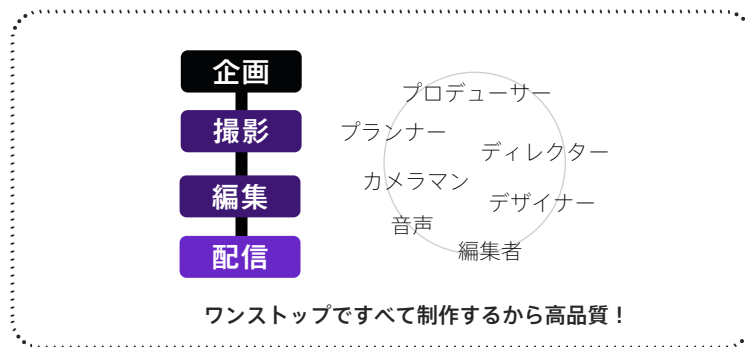 企画
撮影
編集
配信
プロデューサー
プランナー
ディレクター
カメラマン
デザイナー
音声
編集者
ワンストップですべて制作するから高品質！